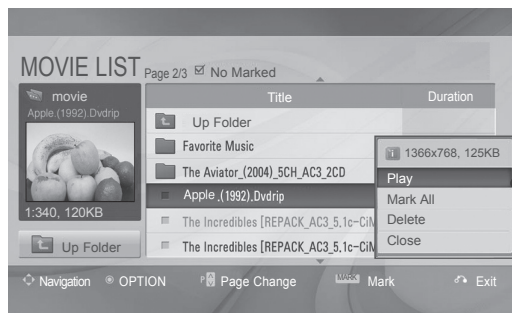 MOVIE LIST Page 2/3 No Marked
movie
Apple.(1992).Dvdrip
1:340, 120KB
Up Folder
Title Duration
Up Folder
Favorite Music
The Aviator_(2004)_5CH_AC3_2CD
Apple .(1992).Dvdrip
The Incredibles [REPACK_AC3_5,1c-CiM
The Incredibles [REPACK_AC3_5,1c-CiM
1366x768, 125KB
Play
Mark All
Delete
Close
Navigation OPTION P Page Change MARK Mark Exit